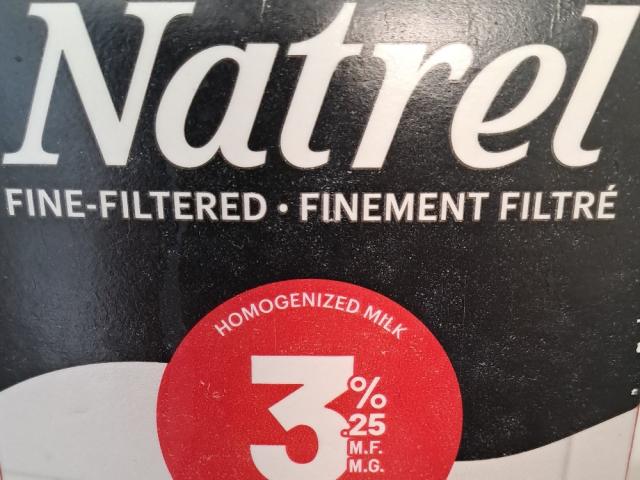 Natrel
FINE-FILTERED • FINEMENT FILTRÉ
HOMOGENIZED MILK
3%
.25
M.F.
M.G.